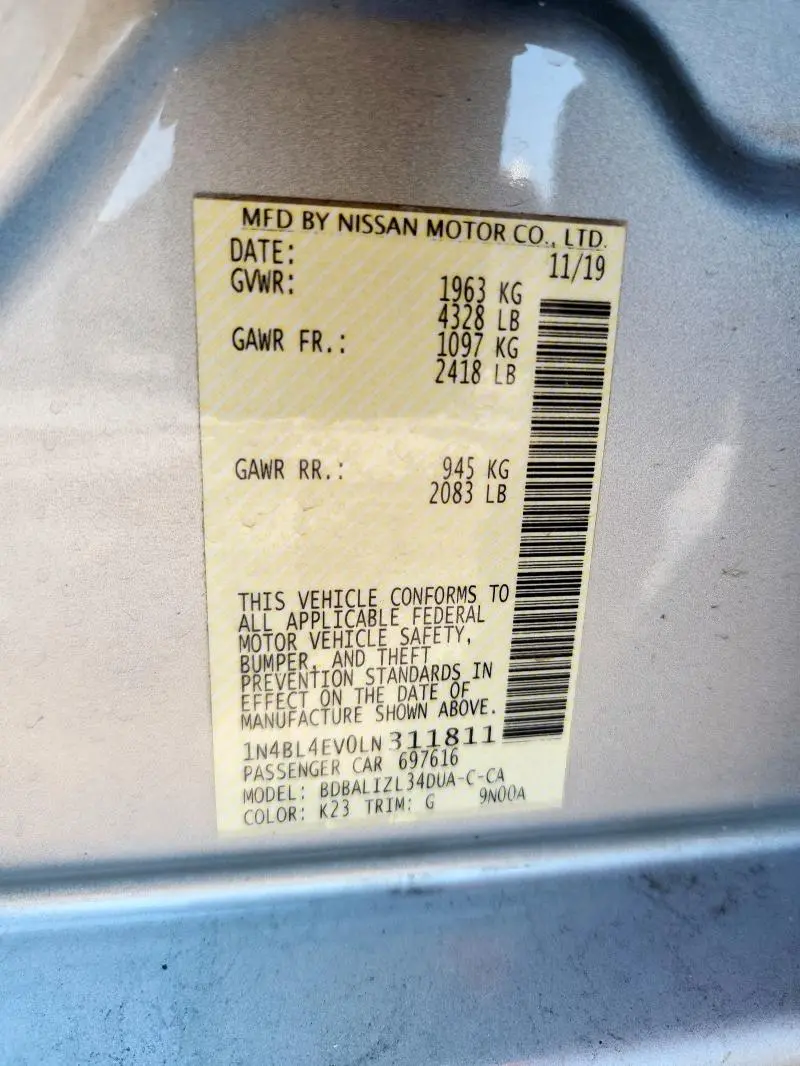 MFD BY NISSAN MOTOR CO., LTD.
DATE: 11/19
GVWR: 1963 KG
4328 LB
GAWR FR.: 1097 KG
2418 LB
GAWR RR.: 945 KG
2083 LB
THIS VEHICLE CONFORMS TO
ALL APPLICABLE FEDERAL
MOTOR VEHICLE SAFETY,
BUMPER, AND THEFT
PREVENTION STANDARDS IN
EFFECT ON THE DATE OF
MANUFACTURE SHOWN ABOVE.
1N4BL4EV0LN311811
PASSENGER CAR 697616
MODEL: BDBALIZL34DUA-C-CA
COLOR: K23 TRIM: G 9N00A